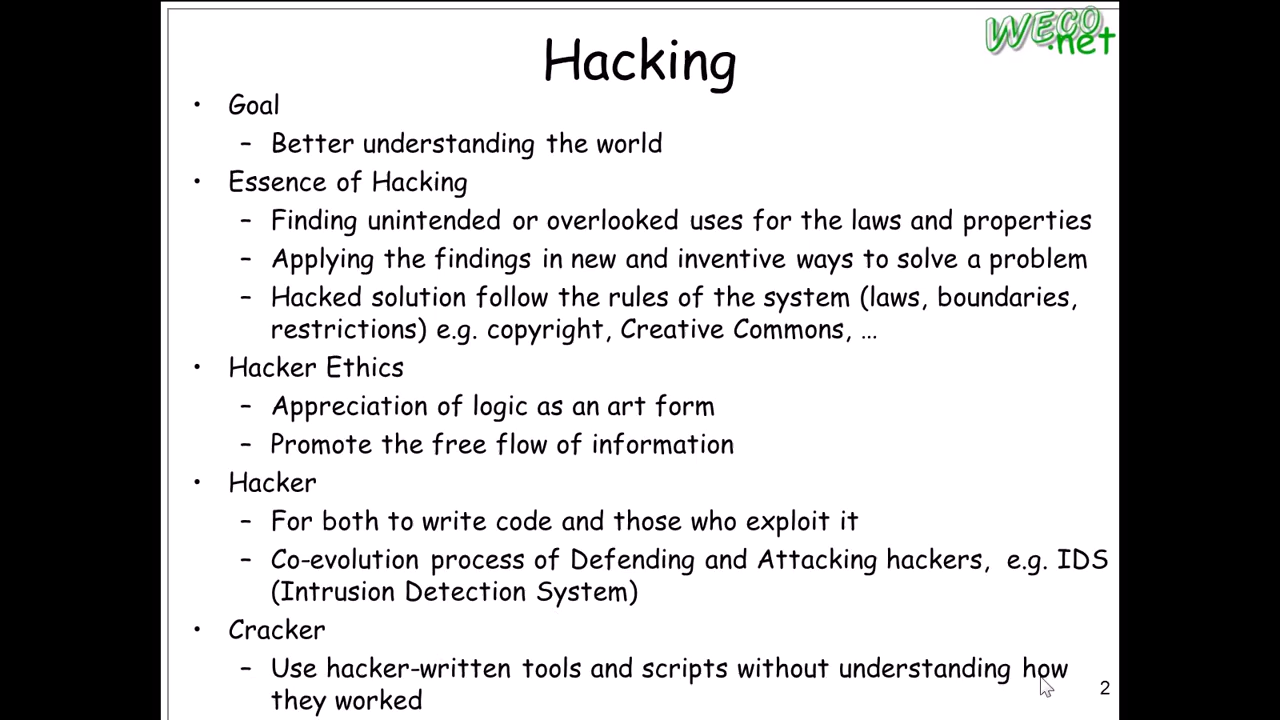 WECO
.net
Hacking
• Goal
– Better understanding the world
• Essence of Hacking
– Finding unintended or overlooked uses for the laws and properties
– Applying the findings in new and inventive ways to solve a problem
– Hacked solution follow the rules of the system (laws, boundaries,
restrictions) e.g. copyright, Creative Commons, …
• Hacker Ethics
– Appreciation of logic as an art form
– Promote the free flow of information
• Hacker
– For both to write code and those who exploit it
– Co-evolution process of Defending and Attacking hackers, e.g. IDS
(Intrusion Detection System)
• Cracker
– Use hacker-written tools and scripts without understanding how
they worked
2